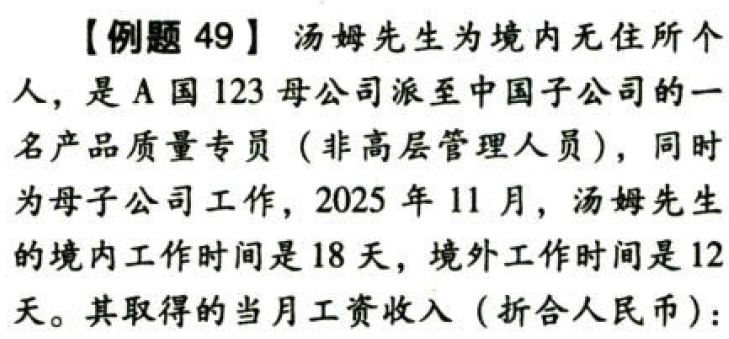 【例题 49】 汤姆先生为境内无住所个
人，是 A 国 123 母公司派至中国子公司的一
名产品质量专员（非高层管理人员），同时
为母子公司工作，2025 年 11 月，汤姆先生
的境内工作时间是 18 天，境外工作时间是 12
天。其取得的当月工资收入（折合人民币）：